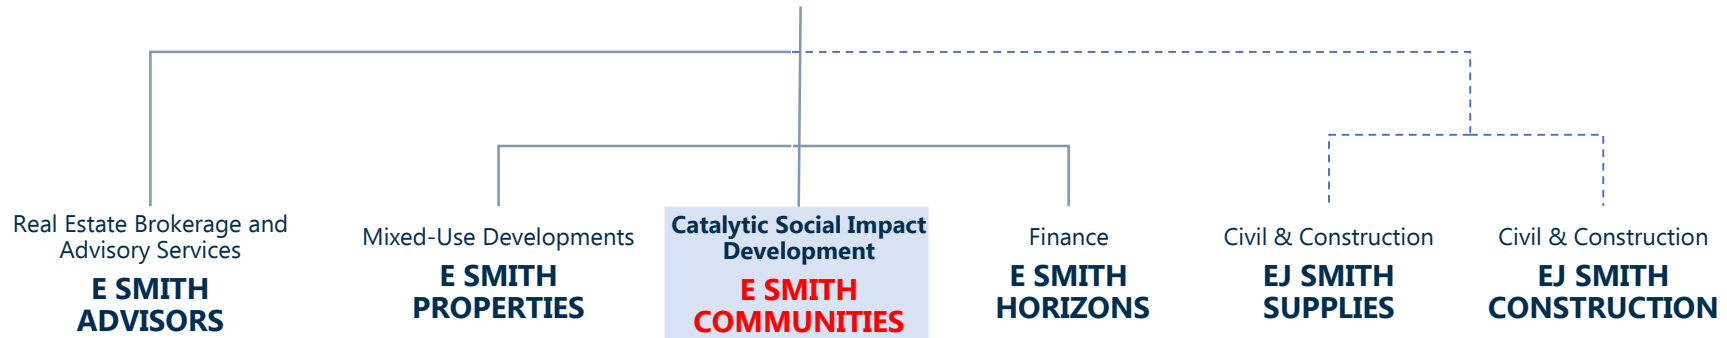 Real Estate Brokerage and
Advisory Services
E SMITH
ADVISORS
Mixed-Use Developments
E SMITH
PROPERTIES
Catalytic Social Impact
Development
E SMITH
COMMUNITIES
Finance
E SMITH
HORIZONS
Civil & Construction
EJ SMITH
SUPPLIES
Civil & Construction
EJ SMITH
CONSTRUCTION